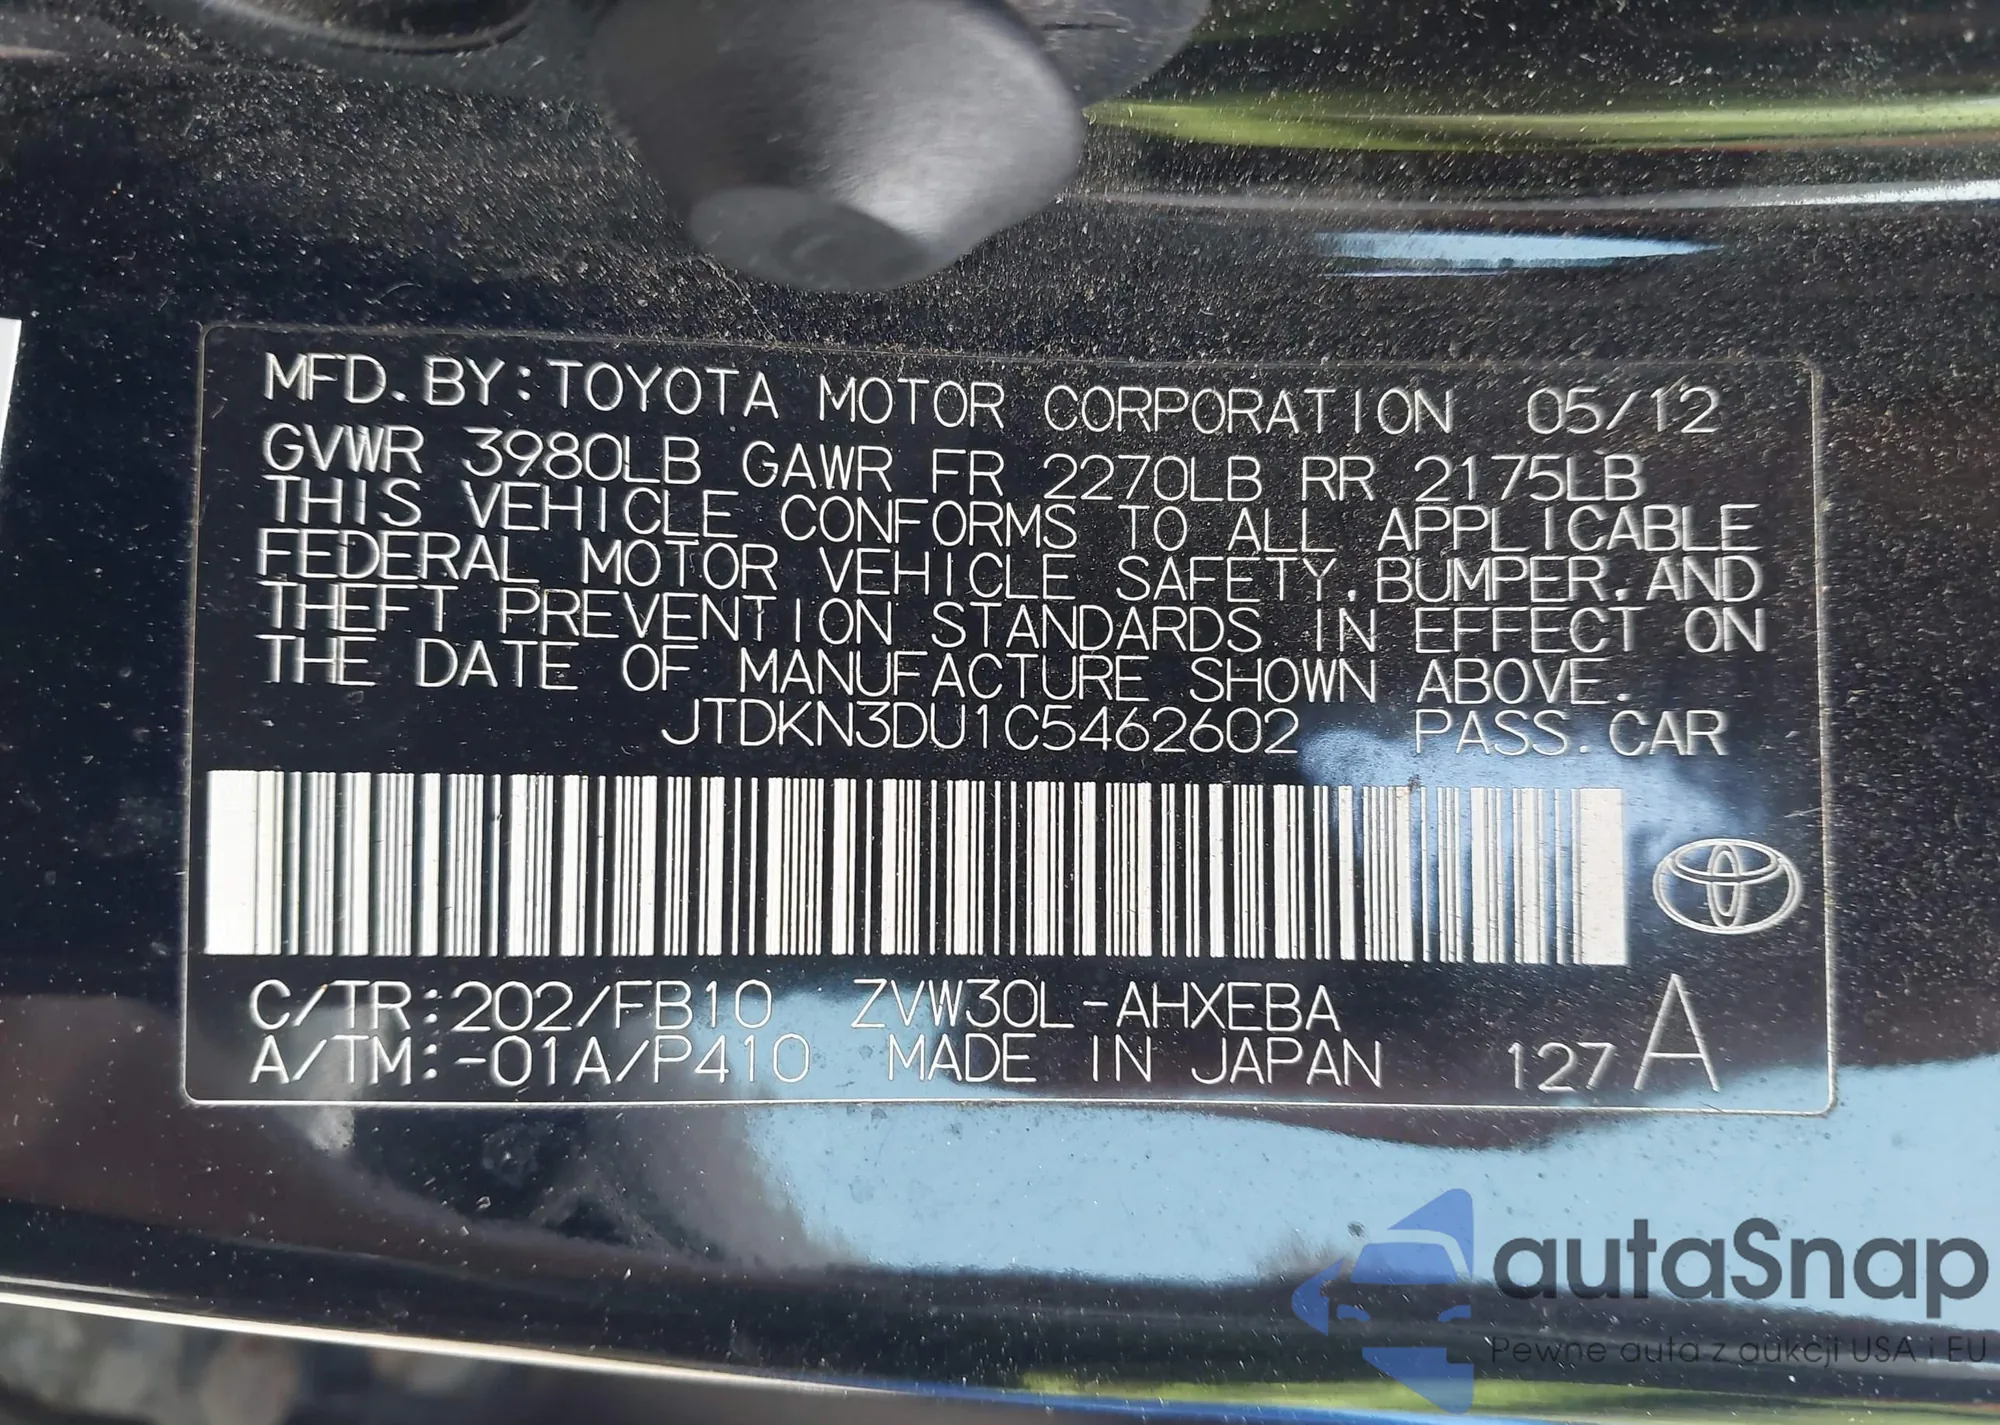 MFD. BY: TOYOTA MOTOR CORPORATION 05/12
GVWR 3980LB GAWR FR 2270LB RR 2175LB
THIS VEHICLE CONFORMS TO ALL APPLICABLE
FEDERAL MOTOR VEHICLE SAFETY, BUMPER, AND
THEFT PREVENTION STANDARDS IN EFFECT ON
THE DATE OF MANUFACTURE SHOWN ABOVE.
JTDKN3DU1C5462602 PASS. CAR
C/TR:202/FB10 ZVW30L-AHXEBA
A/TM:-01A/P410 MADE IN JAPAN 127 A
autaSnap
Pewne auta z aukcji USA i EU